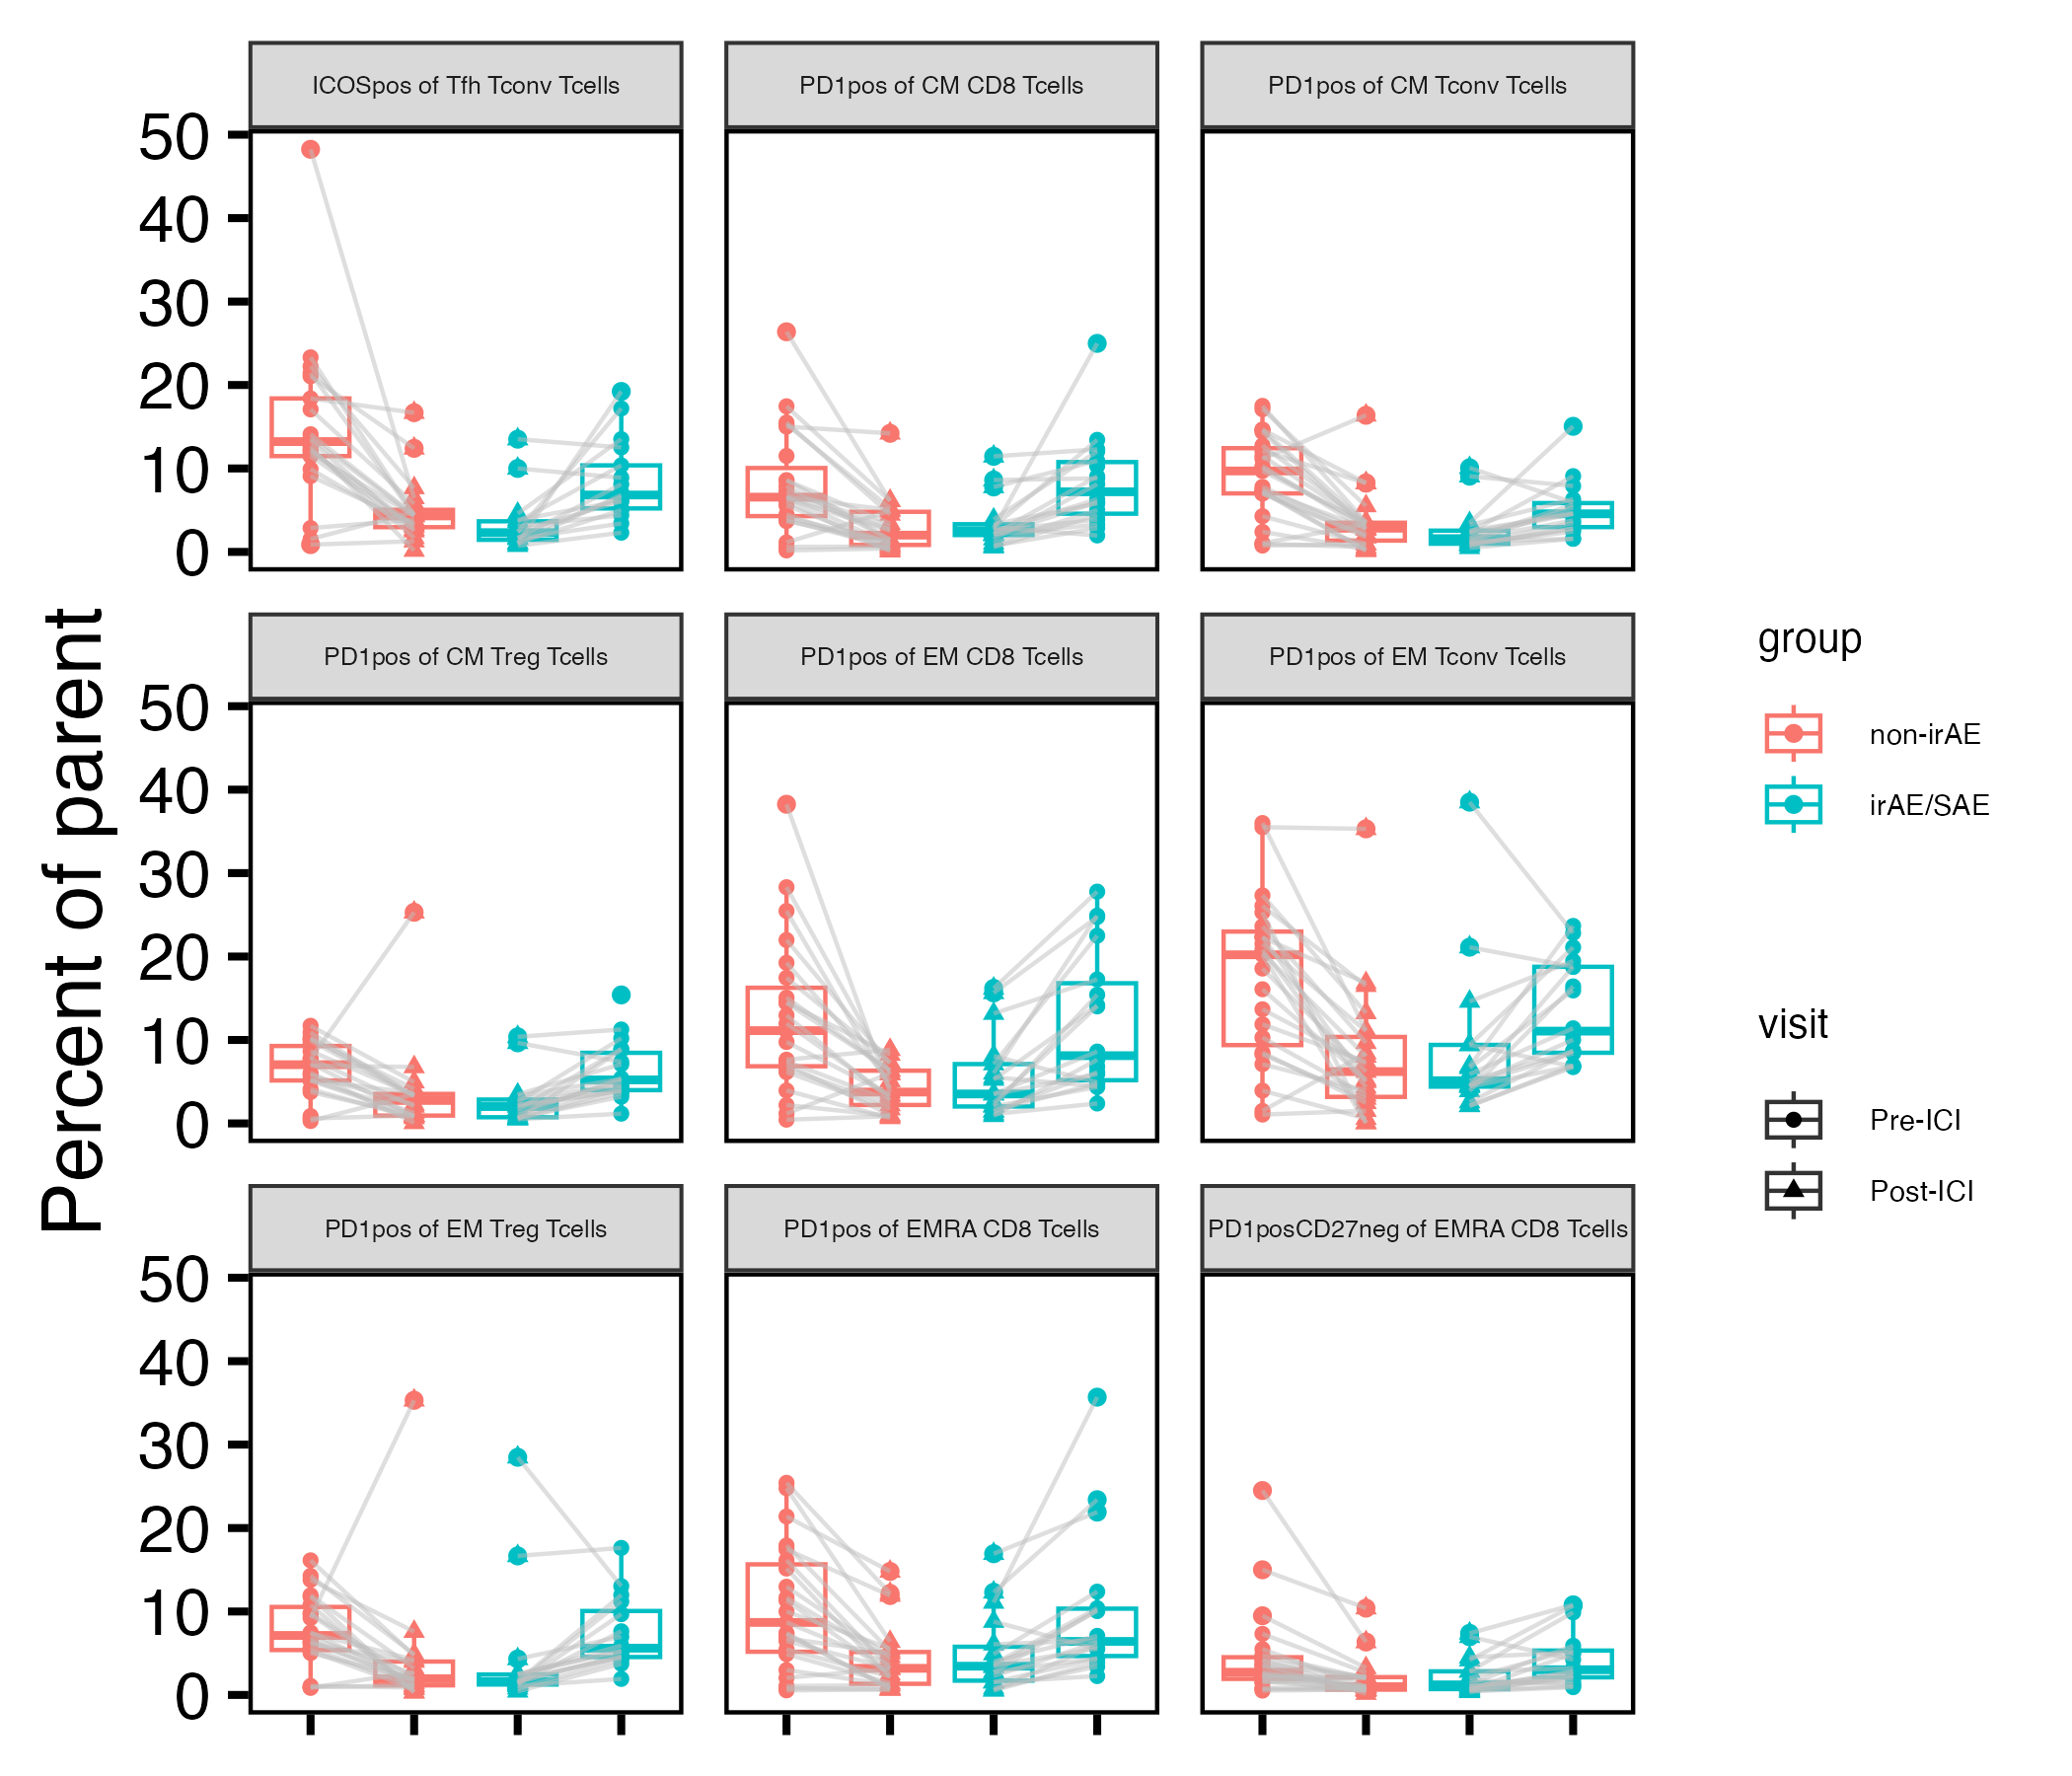 ICOSpos of Tfh Tconv Tcells
PD1pos of CM CD8 Tcells
PD1pos of CM Tconv Tcells
50
40
30
20
10
0
PD1pos of CM Treg Tcells
PD1pos of EM CD8 Tcells
PD1pos of EM Tconv Tcells
50
40
30
20
10
0
PD1pos of EM Treg Tcells
PD1pos of EMRA CD8 Tcells
PD1posCD27neg of EMRA CD8 Tcells
50
40
30
20
10
0
Percent of parent
group
non-irAE
irAE/SAE
visit
Pre-ICI
Post-ICI